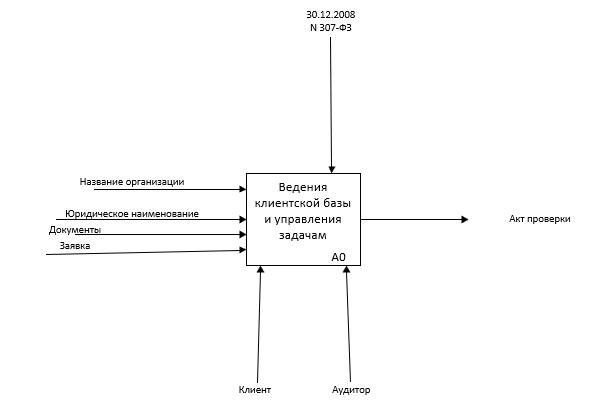 30.12.2008
N 307-ФЗ
Название организации
Юридическое наименование
Документы
Заявка
Ведения
клиентской базы
и управления
задачам
A0
Акт проверки
Клиент
Аудитор